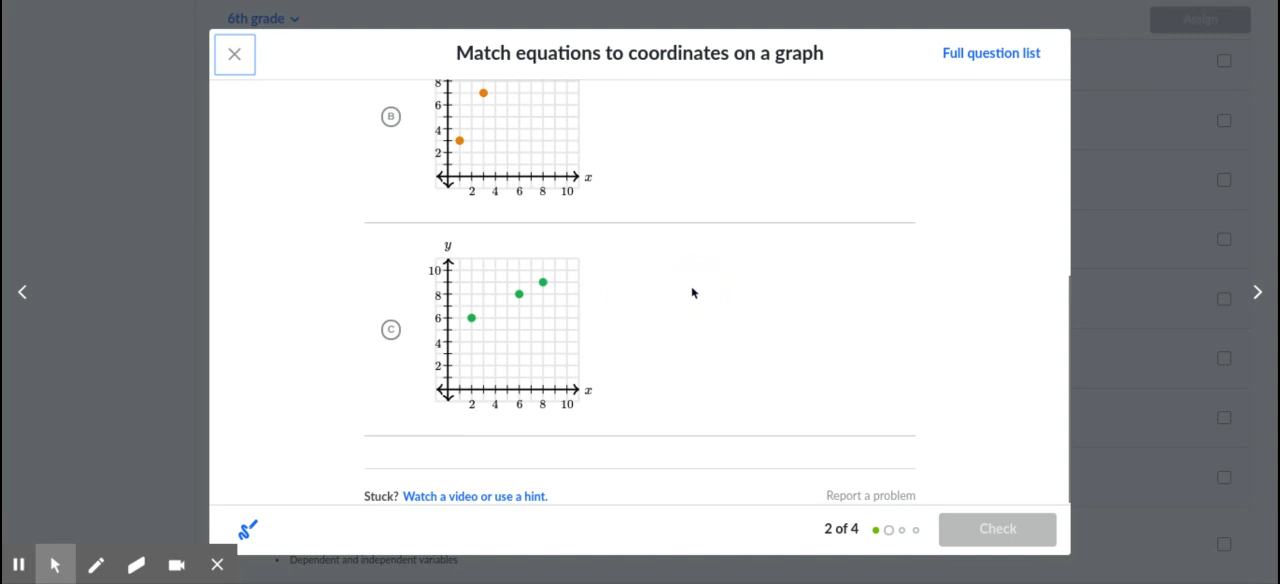 6th grade
Assign
Match equations to coordinates on a graph
Full question list
B
8
6
4
2
2 4 6 8 10 x
C
y
10
8
6
4
2
2 4 6 8 10 x
Stuck? Watch a video or use a hint.
Report a problem
2 of 4
Check
Dependent and independent variables